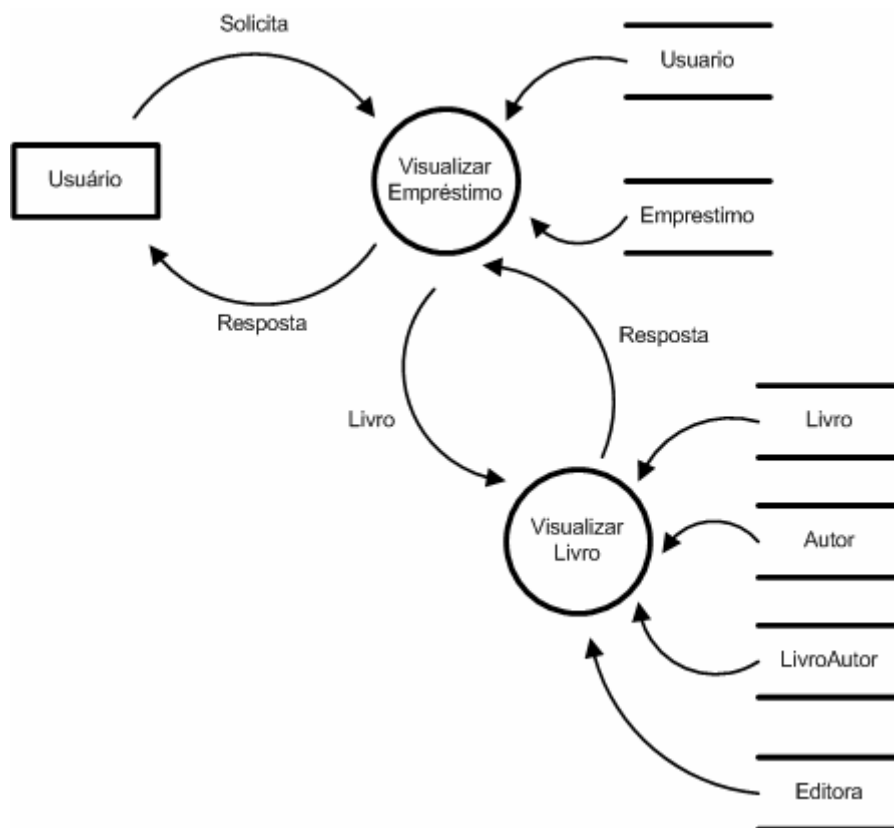 Solicita
Usuario
Usuário
Visualizar
Empréstimo
Emprestimo
Resposta
Resposta
Livro
Livro
Visualizar
Livro
Autor
LivroAutor
Editora